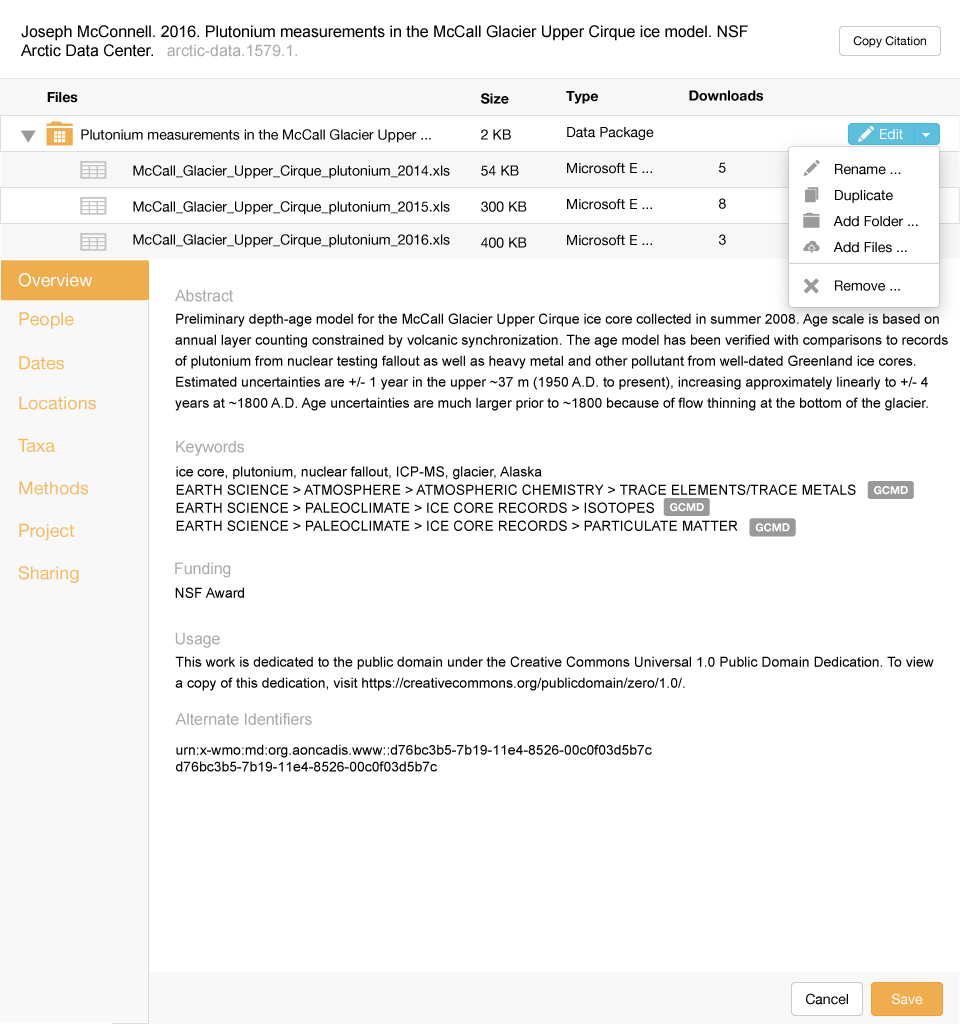 Joseph McConnell. 2016. Plutonium measurements in the McCall Glacier Upper Cirque ice model. NSF
Arctic Data Center. arctic-data.1579.1.
Copy Citation
Files Size Type Downloads
Plutonium measurements in the McCall Glacier Upper ... 2 KB Data Package Edit
McCall_Glacier_Upper_Cirque_plutonium_2014.xls 54 KB Microsoft E ... 5
McCall_Glacier_Upper_Cirque_plutonium_2015.xls 300 KB Microsoft E ... 8
McCall_Glacier_Upper_Cirque_plutonium_2016.xls 400 KB Microsoft E ... 3
Rename ...
Duplicate
Add Folder ...
Add Files ...
Remove ...
Overview
People
Dates
Locations
Taxa
Methods
Project
Sharing
Abstract
Preliminary depth-age model for the McCall Glacier Upper Cirque ice core collected in summer 2008. Age scale is based on
annual layer counting constrained by volcanic synchronization. The age model has been verified with comparisons to records
of plutonium from nuclear testing fallout as well as heavy metal and other pollutant from well-dated Greenland ice cores.
Estimated uncertainties are +/- 1 year in the upper ~37 m (1950 A.D. to present), increasing approximately linearly to +/- 4
years at ~1800 A.D. Age uncertainties are much larger prior to ~1800 because of flow thinning at the bottom of the glacier.
Keywords
ice core, plutonium, nuclear fallout, ICP-MS, glacier, Alaska
EARTH SCIENCE > ATMOSPHERE > ATMOSPHERIC CHEMISTRY > TRACE ELEMENTS/TRACE METALS GCMD
EARTH SCIENCE > PALEOCLIMATE > ICE CORE RECORDS > ISOTOPES GCMD
EARTH SCIENCE > PALEOCLIMATE > ICE CORE RECORDS > PARTICULATE MATTER GCMD
Funding
NSF Award
Usage
This work is dedicated to the public domain under the Creative Commons Universal 1.0 Public Domain Dedication. To view
a copy of this dedication, visit https://creativecommons.org/publicdomain/zero/1.0/.
Alternate Identifiers
urn:x-wmo:md:org.aoncadis.www::d76bc3b5-7b19-11e4-8526-00c0f03d5b7c
d76bc3b5-7b19-11e4-8526-00c0f03d5b7c
Cancel Save